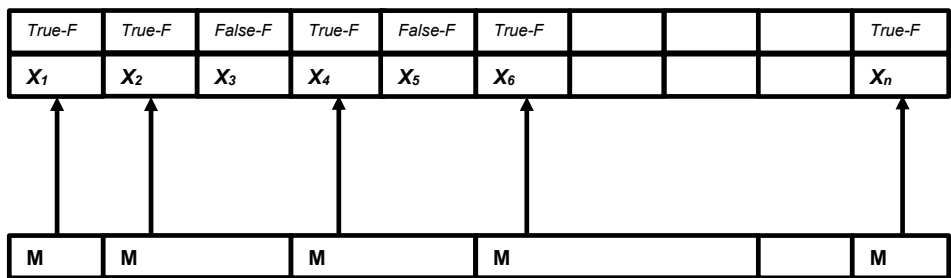 True-F True-F False-F True-F False-F True-F True-F
X1 X2 X3 X4 X5 X6 Xn
M M M M M